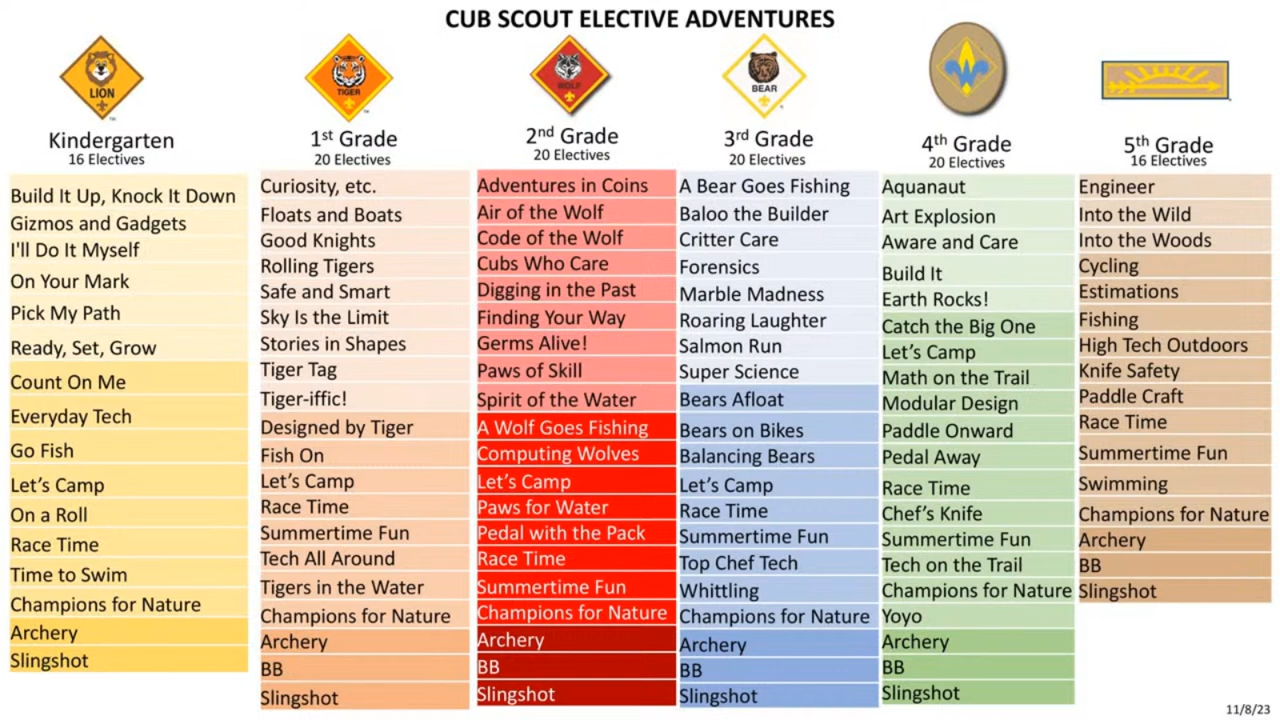 CUB SCOUT ELECTIVE ADVENTURES
LION
Kindergarten
16 Electives
Build It Up, Knock It Down
Gizmos and Gadgets
I'll Do It Myself
On Your Mark
Pick My Path
Ready, Set, Grow
Count On Me
Everyday Tech
Go Fish
Let's Camp
On a Roll
Race Time
Time to Swim
Champions for Nature
Archery
Slingshot
TIGER
1st Grade
20 Electives
Curiosity, etc.
Floats and Boats
Good Knights
Rolling Tigers
Safe and Smart
Sky Is the Limit
Stories in Shapes
Tiger Tag
Tiger-iffic!
Designed by Tiger
Fish On
Let's Camp
Race Time
Summertime Fun
Tech All Around
Tigers in the Water
Champions for Nature
Archery
BB
Slingshot
WOLF
2nd Grade
20 Electives
Adventures in Coins
Air of the Wolf
Code of the Wolf
Cubs Who Care
Digging in the Past
Finding Your Way
Germs Alive!
Paws of Skill
Spirit of the Water
A Wolf Goes Fishing
Computing Wolves
Let's Camp
Paws for Water
Pedal with the Pack
Race Time
Summertime Fun
Champions for Nature
Archery
BB
Slingshot
BEAR
3rd Grade
20 Electives
A Bear Goes Fishing
Baloo the Builder
Critter Care
Forensics
Marble Madness
Roaring Laughter
Salmon Run
Super Science
Bears Afloat
Bears on Bikes
Balancing Bears
Let's Camp
Race Time
Summertime Fun
Top Chef Tech
Whittling
Champions for Nature
Archery
BB
Slingshot
4th Grade
20 Electives
Aquanaut
Art Explosion
Aware and Care
Build It
Earth Rocks!
Catch the Big One
Let's Camp
Math on the Trail
Modular Design
Paddle Onward
Pedal Away
Race Time
Chef's Knife
Summertime Fun
Tech on the Trail
Champions for Nature
Yoyo
Archery
BB
Slingshot
5th Grade
16 Electives
Engineer
Into the Wild
Into the Woods
Cycling
Estimations
Fishing
High Tech Outdoors
Knife Safety
Paddle Craft
Race Time
Summertime Fun
Swimming
Champions for Nature
Archery
BB
Slingshot
11/8/23